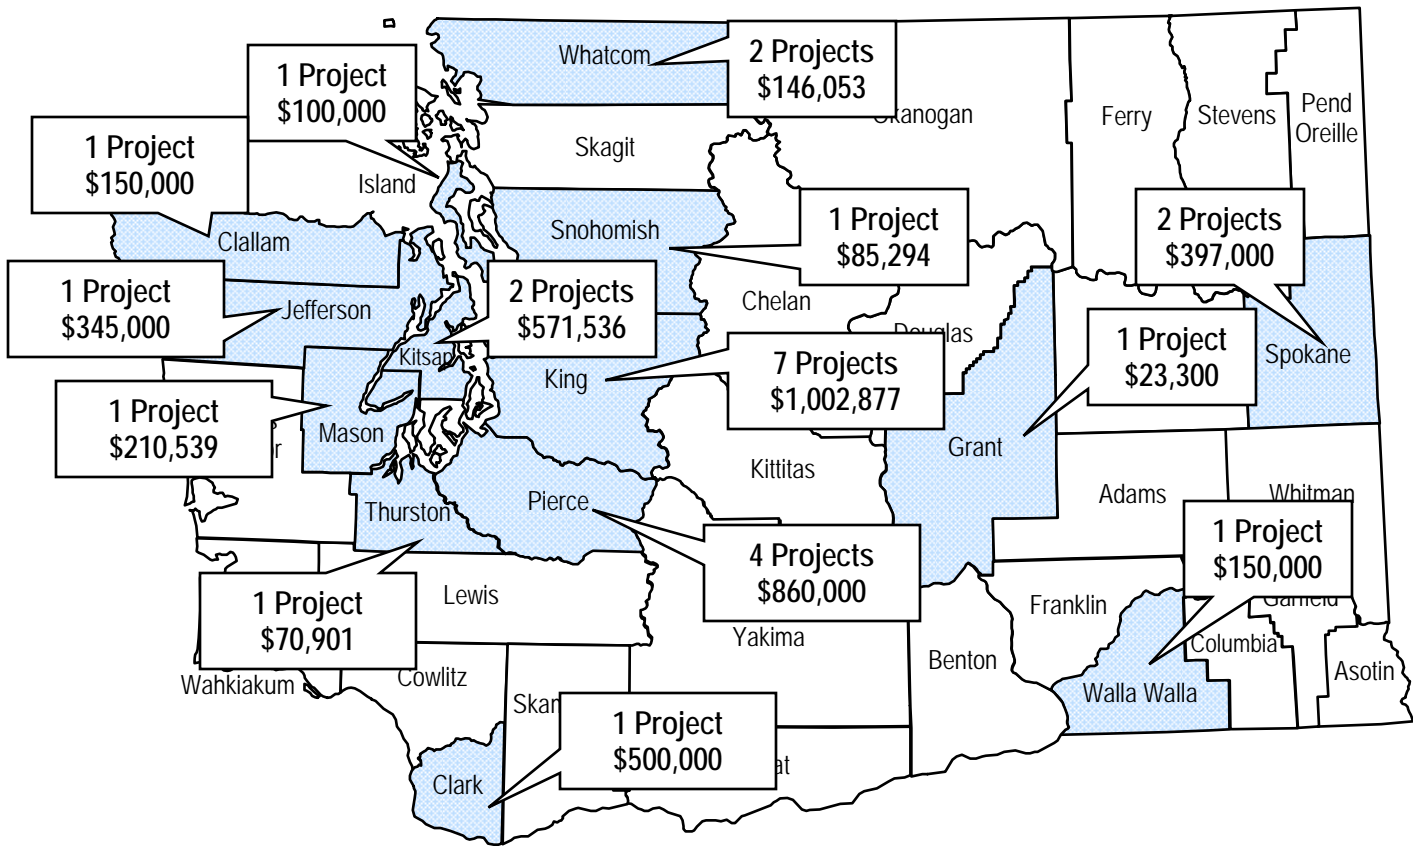 Whatcom
2 Projects
$146,053
1 Project
$100,000
Pend
Oreille
Ferry
Stevens
Skagit
1 Project
$150,000
Island
Clallam
Snohomish
1 Project
$85,294
2 Projects
$397,000
1 Project
$345,000
Jefferson
2 Projects
$571,536
Chelan
Kitsap
King
7 Projects
$1,002,877
1 Project
$23,300
Spokane
1 Project
$210,539
Mason
Grant
Kittitas
Adams
Whitman
Thurston
Pierce
4 Projects
$860,000
1 Project
$150,000
1 Project
$70,901
Lewis
Franklin
Garfield
Yakima
Columbia
Benton
Asotin
Wahkiakum
Cowlitz
Walla Walla
1 Project
$500,000
Clark